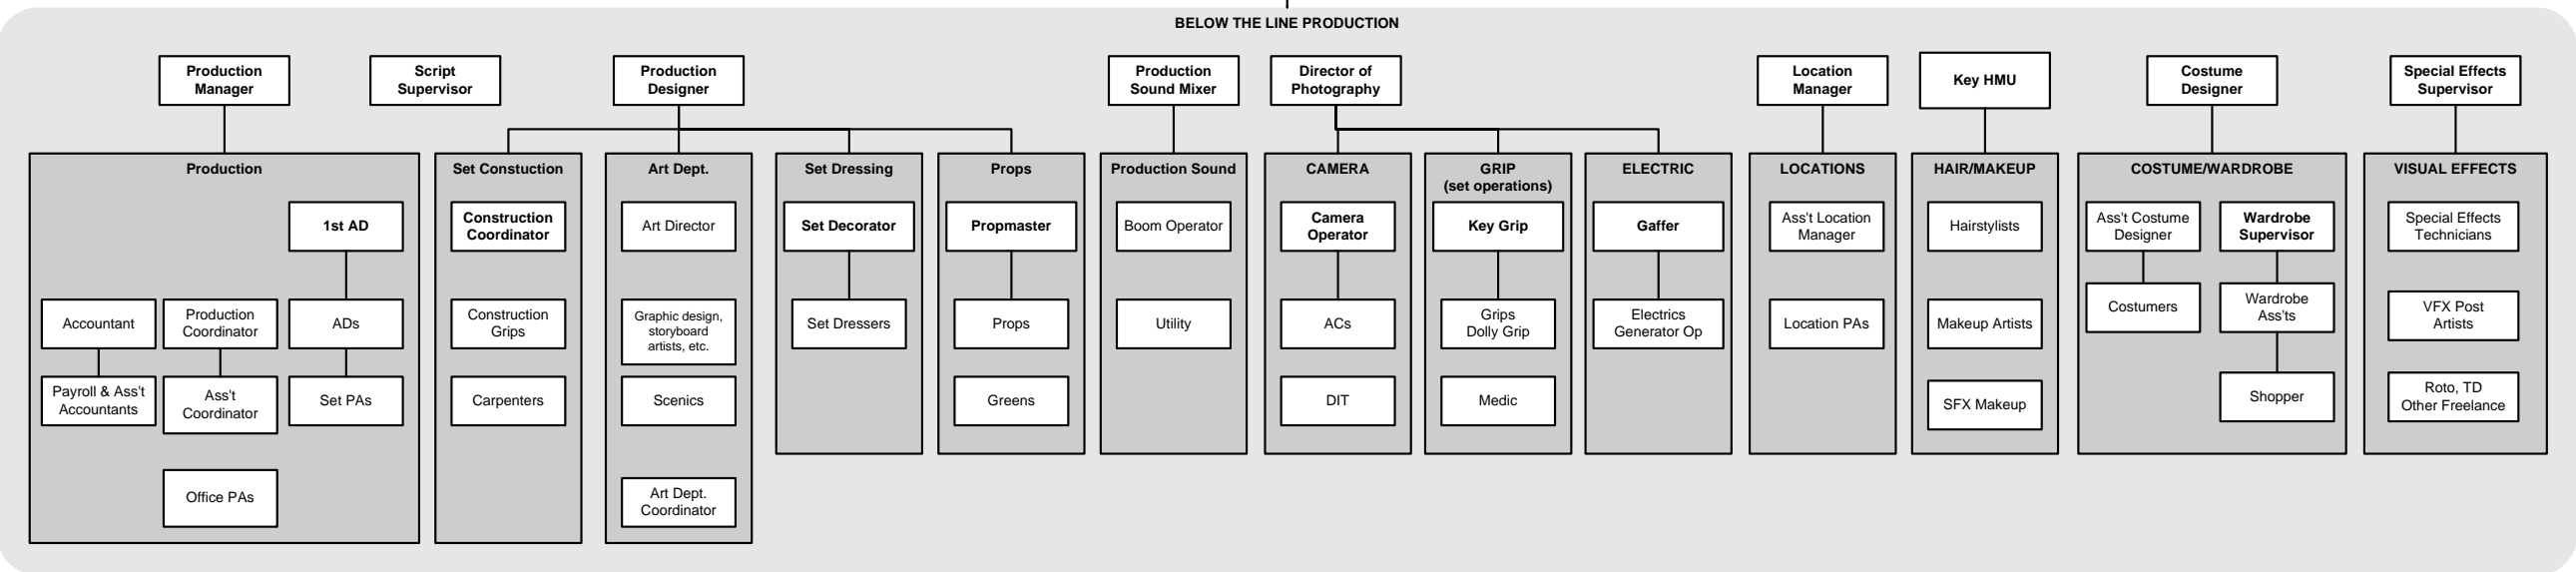 BELOW THE LINE PRODUCTION
Production
Manager
Script
Supervisor
Production
Designer
Production
Sound Mixer
Director of
Photography
Location
Manager
Key HMU
Costume
Designer
Special Effects
Supervisor
Production
1st AD
Accountant
Production
Coordinator
ADs
Payroll & Ass't
Accountants
Ass't
Coordinator
Set PAs
Office PAs
Set Constuction
Construction
Coordinator
Construction
Grips
Carpenters
Art Dept.
Art Director
Graphic design,
storyboard
artists, etc.
Scenics
Art Dept.
Coordinator
Set Dressing
Set Decorator
Set Dressers
Props
Propmaster
Props
Greens
Production Sound
Boom Operator
Utility
CAMERA
Camera
Operator
ACs
DIT
GRIP
(set operations)
Key Grip
Grips
Dolly Grip
Medic
ELECTRIC
Gaffer
Electrics
Generator Op
LOCATIONS
Ass't Location
Manager
Location PAs
HAIR/MAKEUP
Hairstylists
Makeup Artists
SFX Makeup
COSTUME/WARDROBE
Ass't Costume
Designer
Costumers
Wardrobe
Supervisor
Wardrobe
Ass'ts
Shopper
VISUAL EFFECTS
Special Effects
Technicians
VFX Post
Artists
Roto, TD
Other Freelance